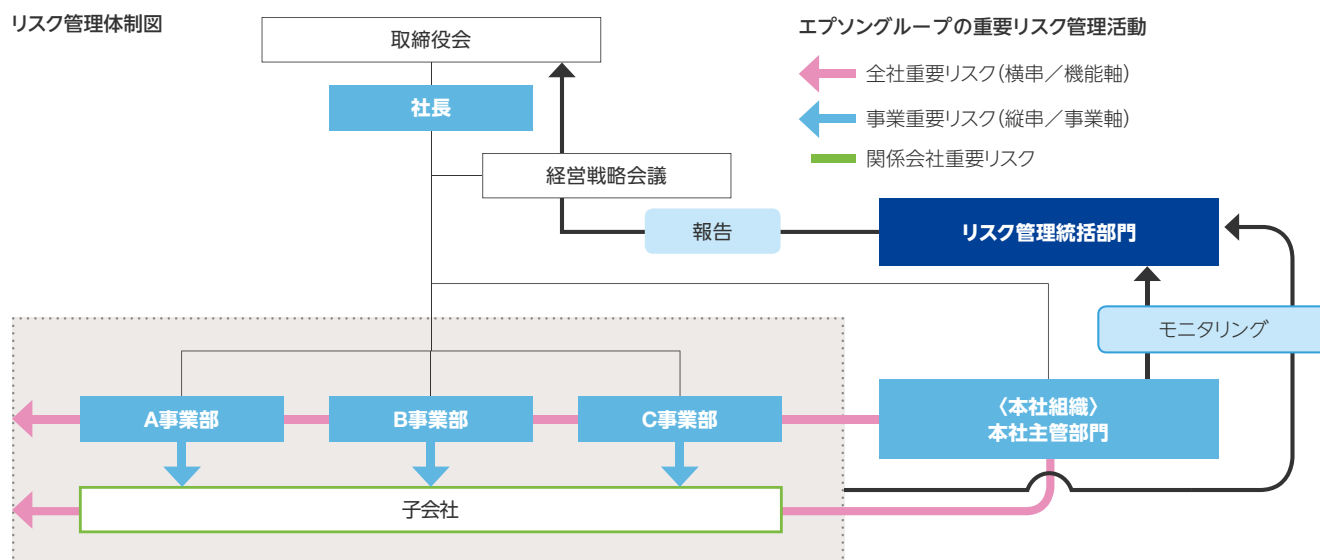 リスク管理体制図
取締役会
社長
経営戦略会議
報告
エプソングループの重要リスク管理活動
全社重要リスク(横串／機能軸)
事業重要リスク(縦串／事業軸)
関係会社重要リスク
リスク管理統括部門
モニタリング
A事業部
B事業部
C事業部
〈本社組織〉
本社主管部門
子会社